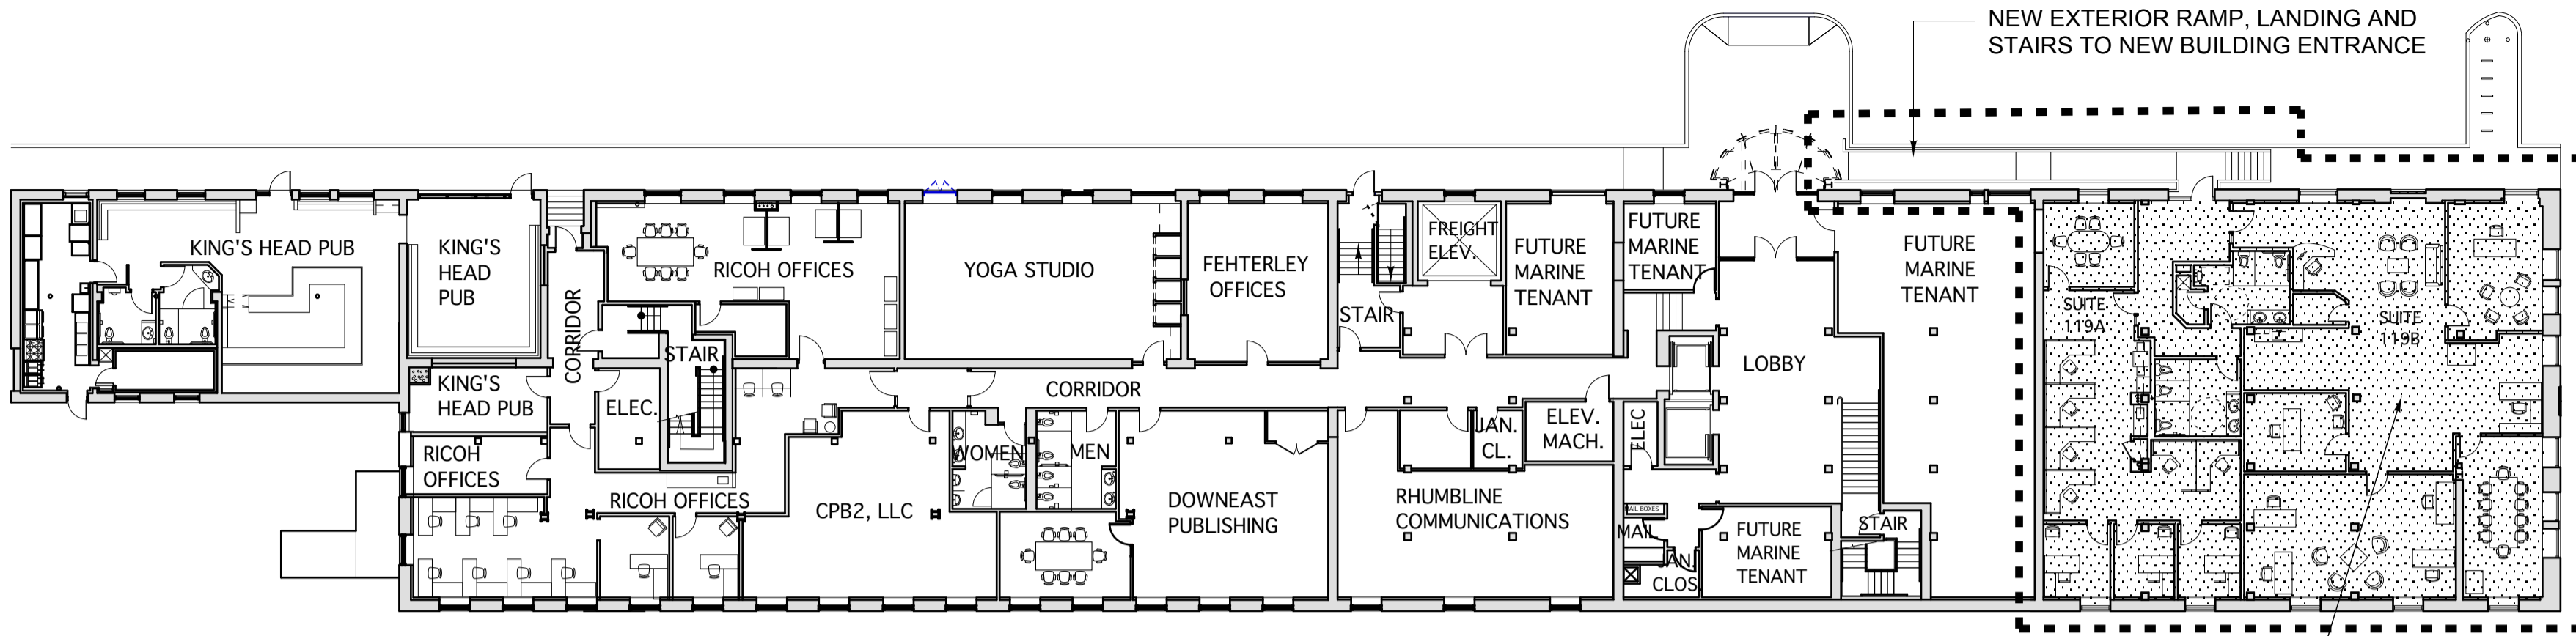 NEW EXTERIOR RAMP, LANDING AND
STAIRS TO NEW BUILDING ENTRANCE
KING'S HEAD PUB
KING'S
HEAD
PUB
CORRIDOR
RICOH OFFICES
YOGA STUDIO
FEHTERLEY
OFFICES
STAIR
FREIGHT
ELEV.
FUTURE
MARINE
TENANT
FUTURE
MARINE
TENANT
LOBBY
FUTURE
MARINE
TENANT
SUITE
119A
SUITE
119B
KING'S
HEAD PUB
ELEC.
STAIR
CORRIDOR
RICOH
OFFICES
RICOH OFFICES
CPB2, LLC
WOMEN
MEN
DOWNEAST
PUBLISHING
RHUMBLINE
COMMUNICATIONS
JAN.
CL.
ELEV.
MACH.
ELEC
MAIL BOXES
MAIL
JAN.
CLOS.
FUTURE
MARINE
TENANT
STAIR